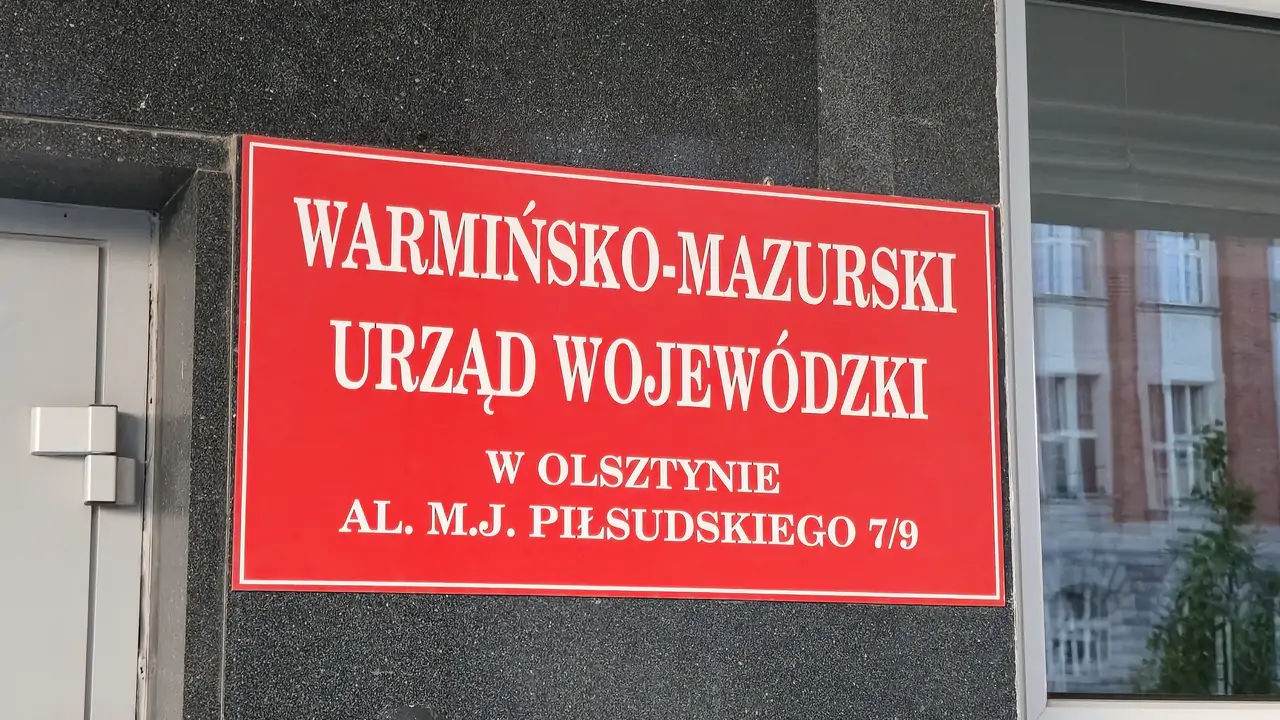 WARMIŃSKO-MAZURSKI
URZĄD WOJEWÓDZKI
W OLSZTYNIE
AL. M.J. PIŁSUDSKIEGO 7/9